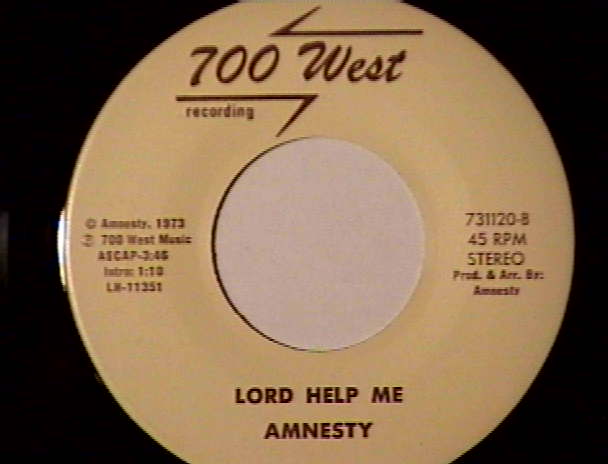 700 West
recording
© Amnesty, 1973
℗ 700 West Music
ASCAP-3:46
Intro: 1:10
LH-11351
731120-B
45 RPM
STEREO
Prod. & Arr. By:
Amnesty
LORD HELP ME
AMNESTY